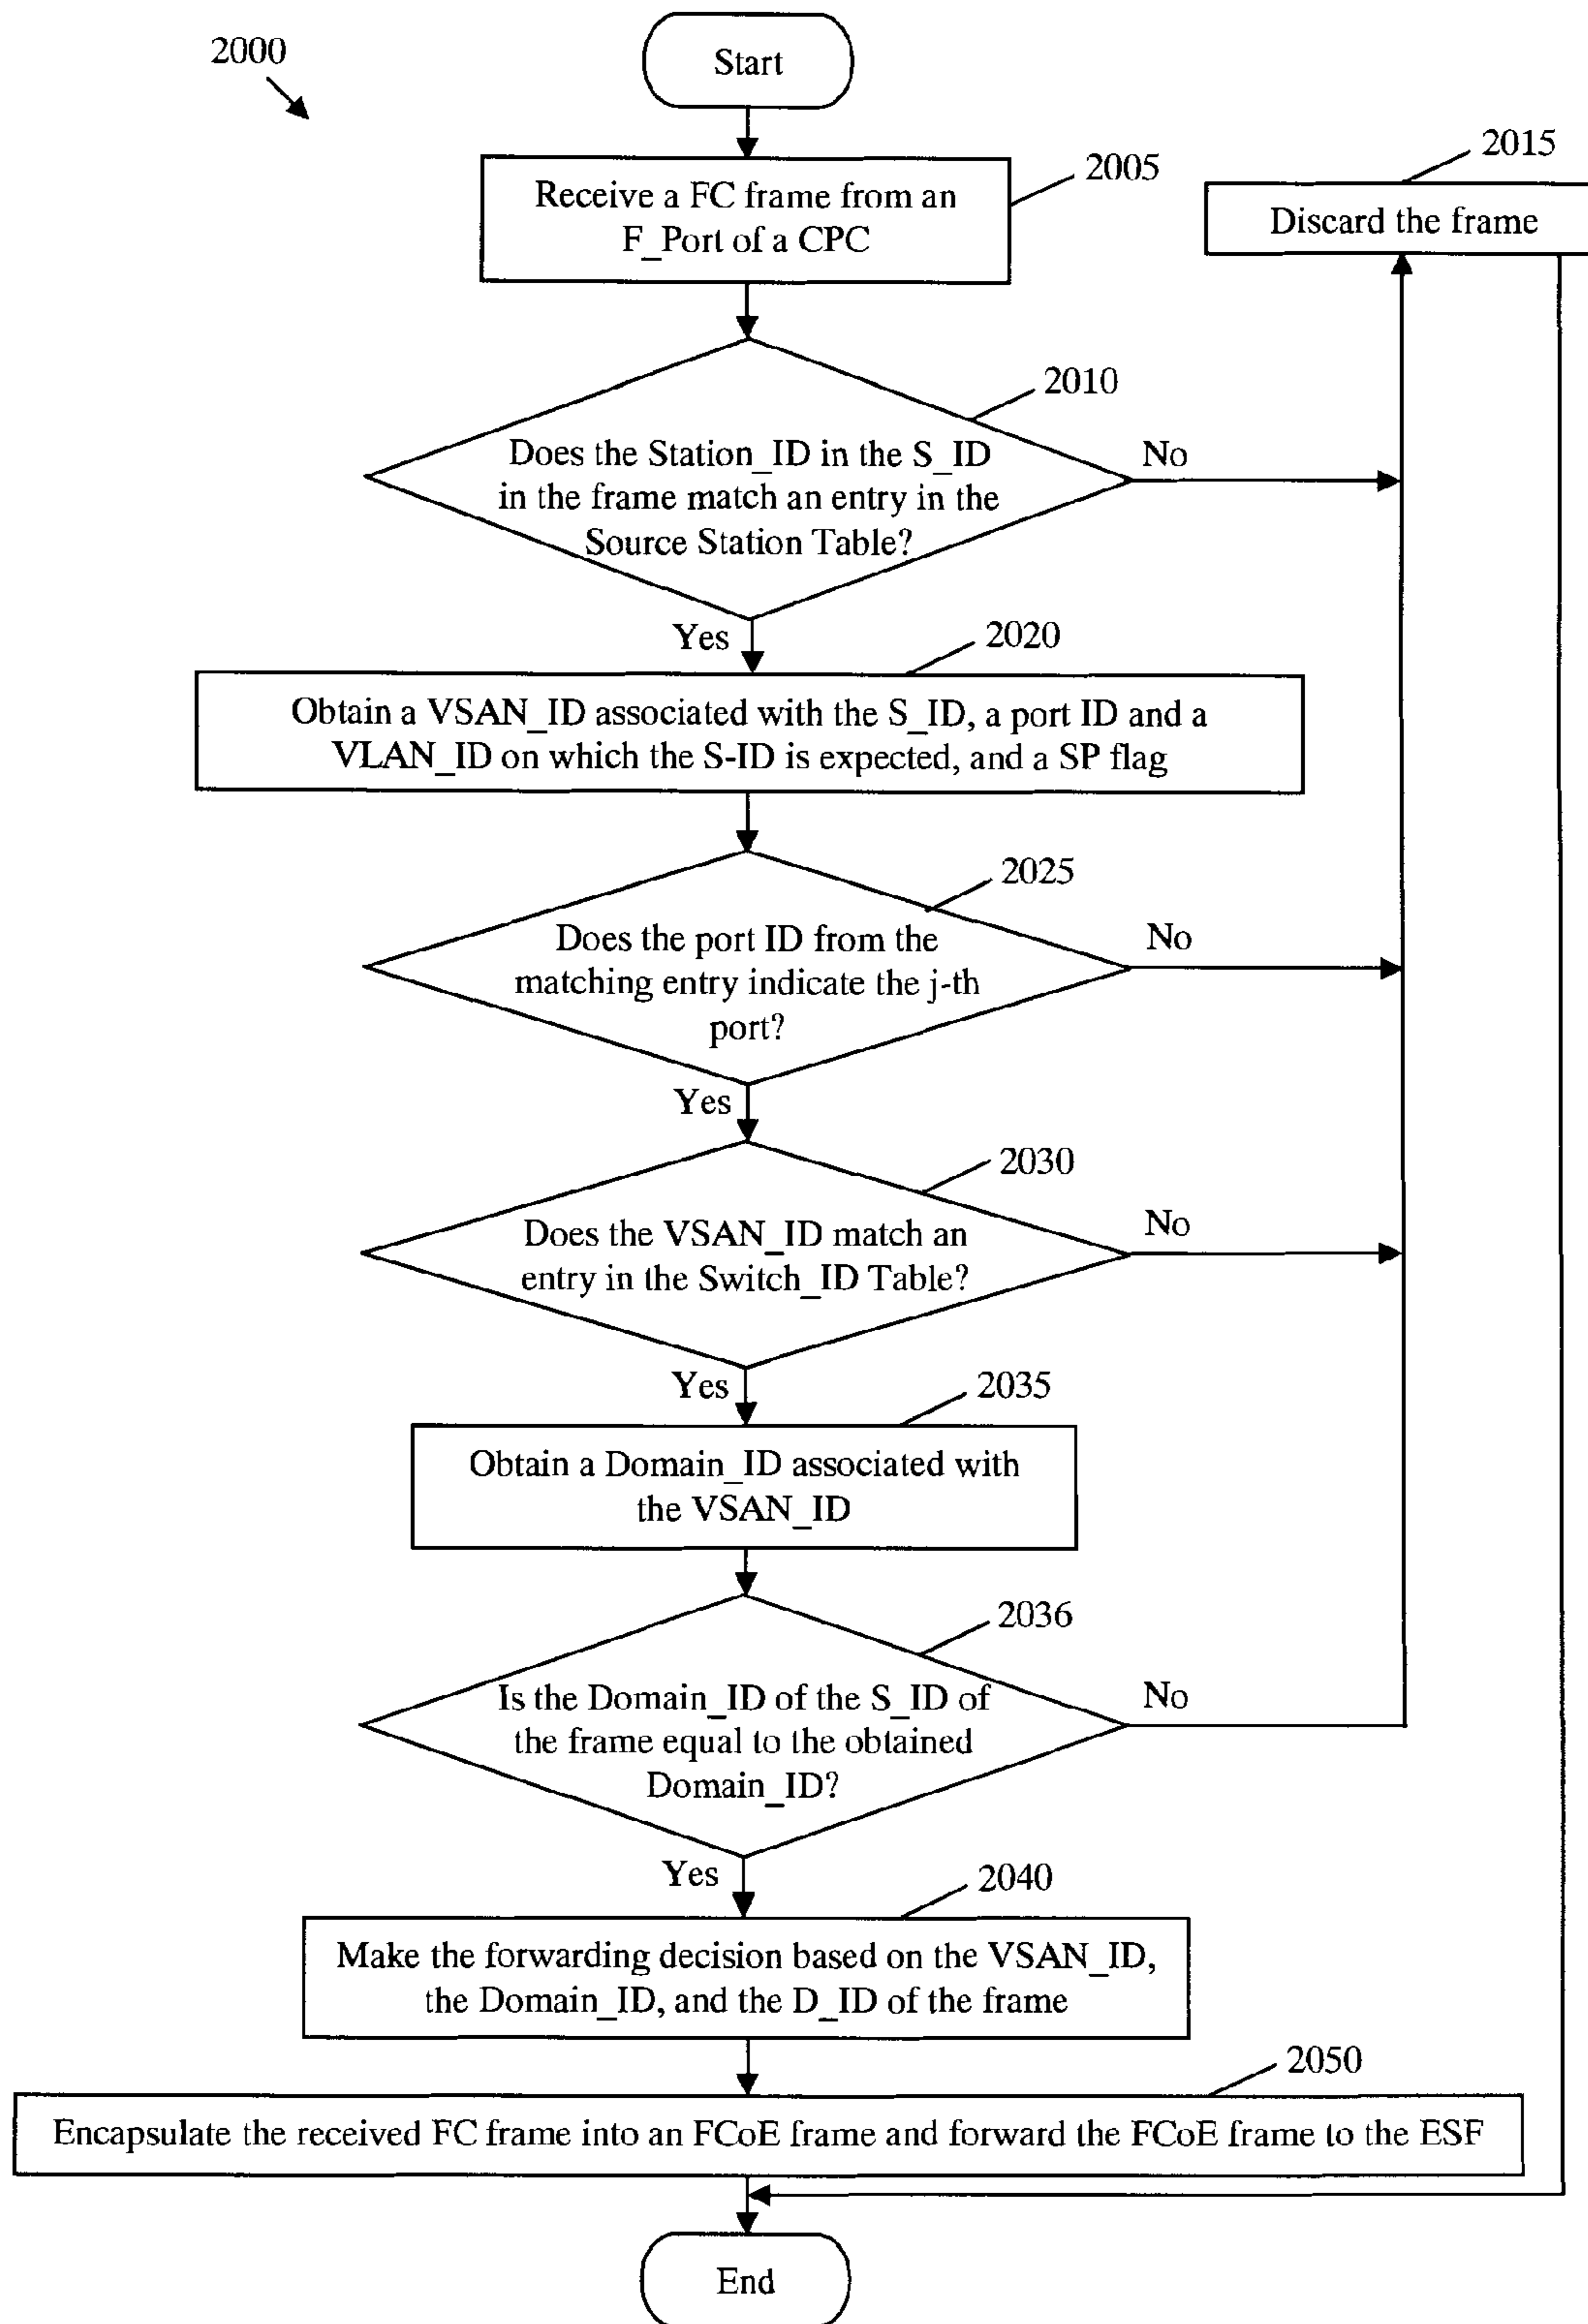 2000
Start
2005
Receive a FC frame from an
F_Port of a CPC
2015
Discard the frame
2010
Does the Station_ID in the S_ID
in the frame match an entry in the
Source Station Table?
No
Yes
2020
Obtain a VSAN_ID associated with the S_ID, a port ID and a
VLAN_ID on which the S-ID is expected, and a SP flag
2025
Does the port ID from the
matching entry indicate the j-th
port?
No
Yes
2030
Does the VSAN_ID match an
entry in the Switch_ID Table?
No
Yes
2035
Obtain a Domain_ID associated with
the VSAN_ID
2036
Is the Domain_ID of the S_ID of
the frame equal to the obtained
Domain_ID?
No
Yes
2040
Make the forwarding decision based on the VSAN_ID,
the Domain_ID, and the D_ID of the frame
2050
Encapsulate the received FC frame into an FCoE frame and forward the FCoE frame to the ESF
End